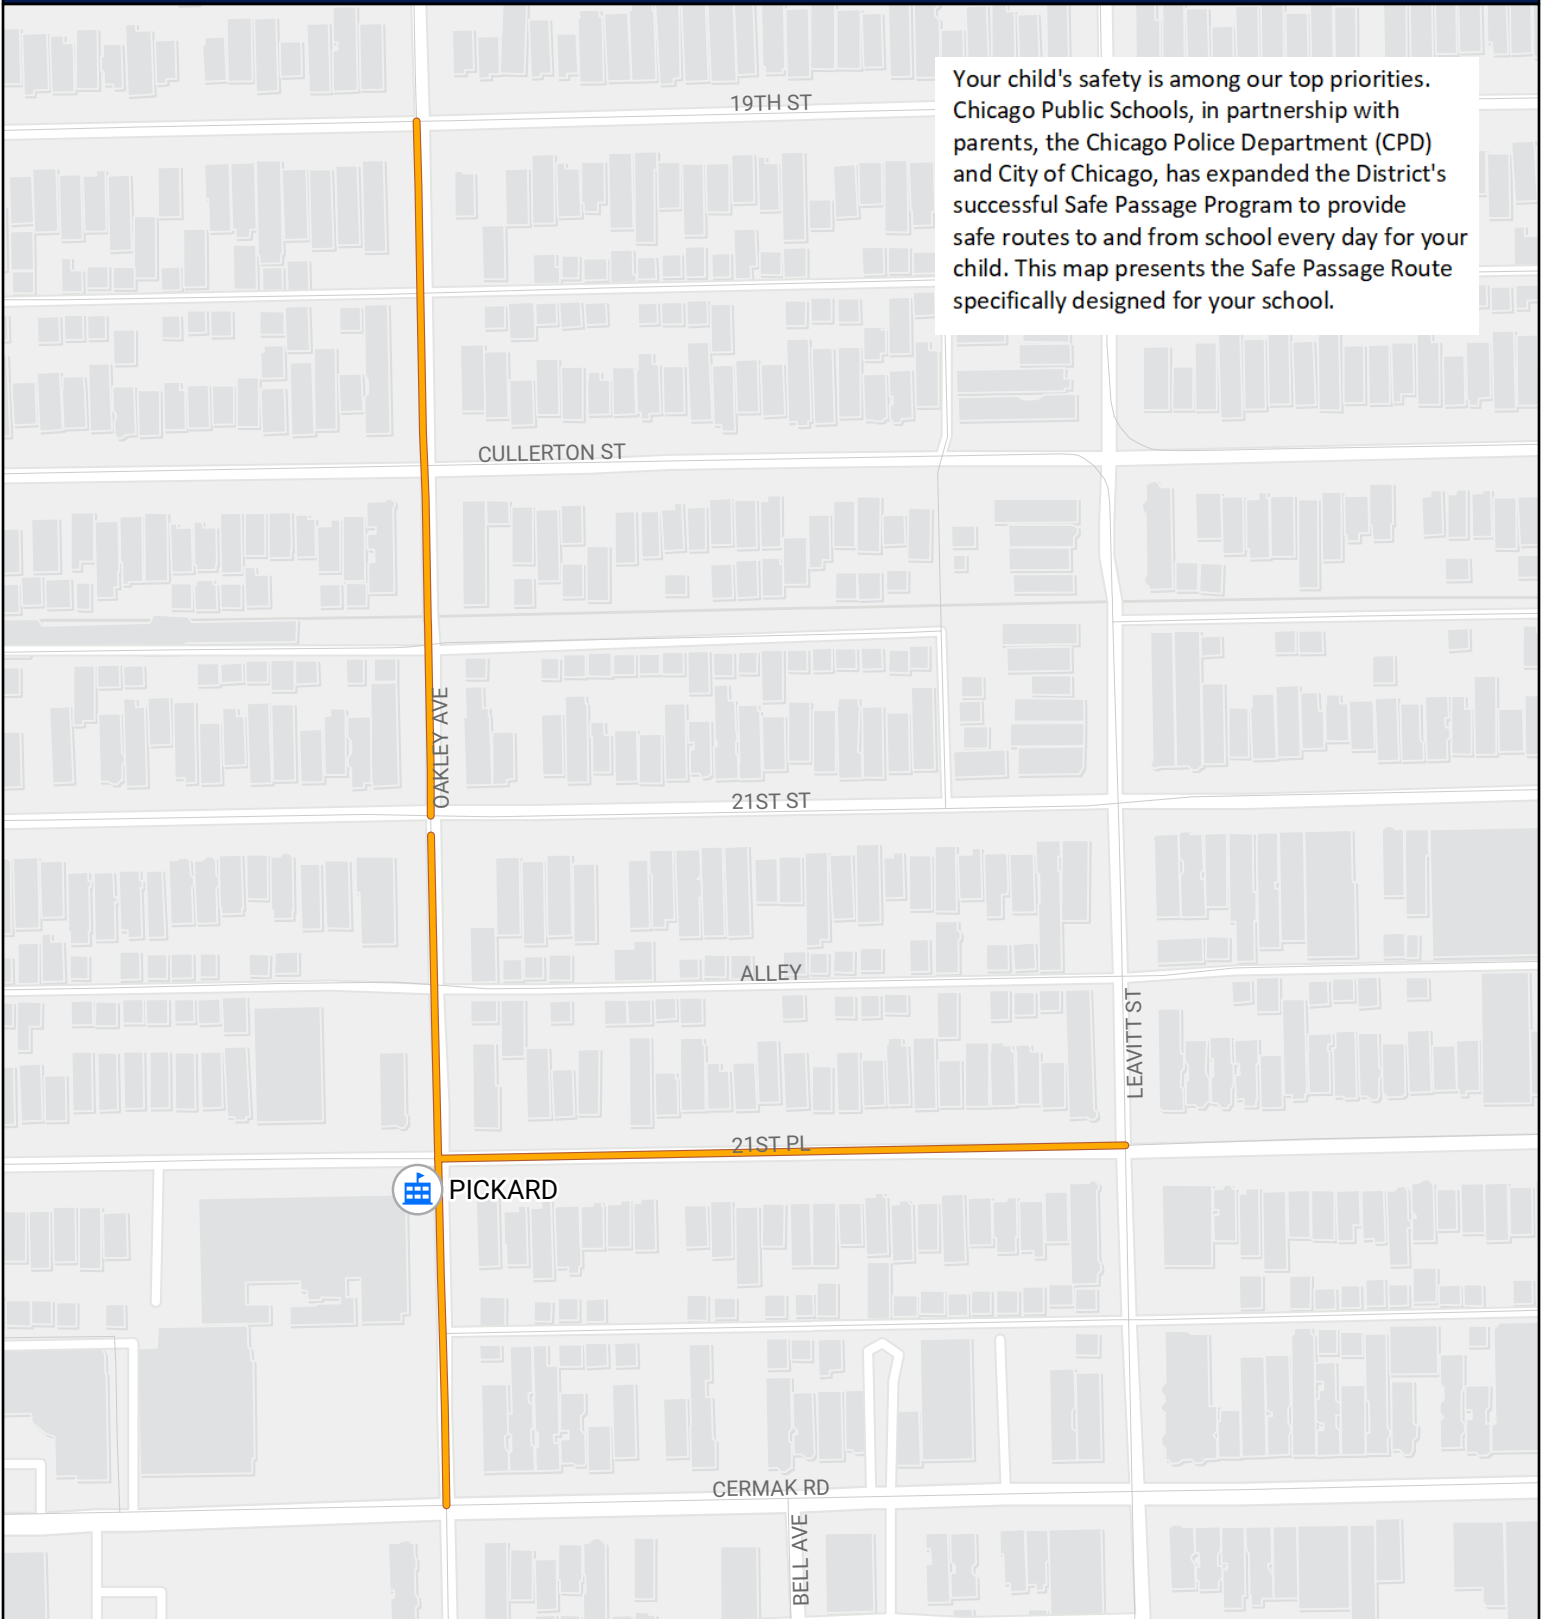 19TH ST
Your child's safety is among our top priorities.
Chicago Public Schools, in partnership with
parents, the Chicago Police Department (CPD)
and City of Chicago, has expanded the District's
successful Safe Passage Program to provide
safe routes to and from school every day for your
child. This map presents the Safe Passage Route
specifically designed for your school.
CULLERTON ST
OAKLEY AVE
21ST ST
ALLEY
LEAVITT ST
21ST PL
PICKARD
CERMAK RD
BELL AVE